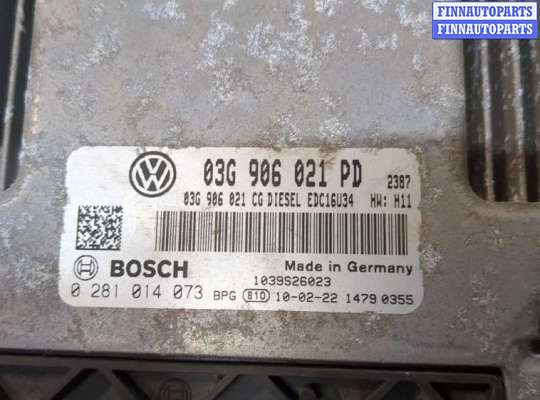 FINNAUTOPARTS
FINNAUTOPARTS
03G 906 021 PD 2387
03G 906 021 CG DIESEL EDC16U34 HW: H11
BOSCH Made in Germany
1039S26023
0 281 014 073 BPG 810 10-02-22 1479 0355